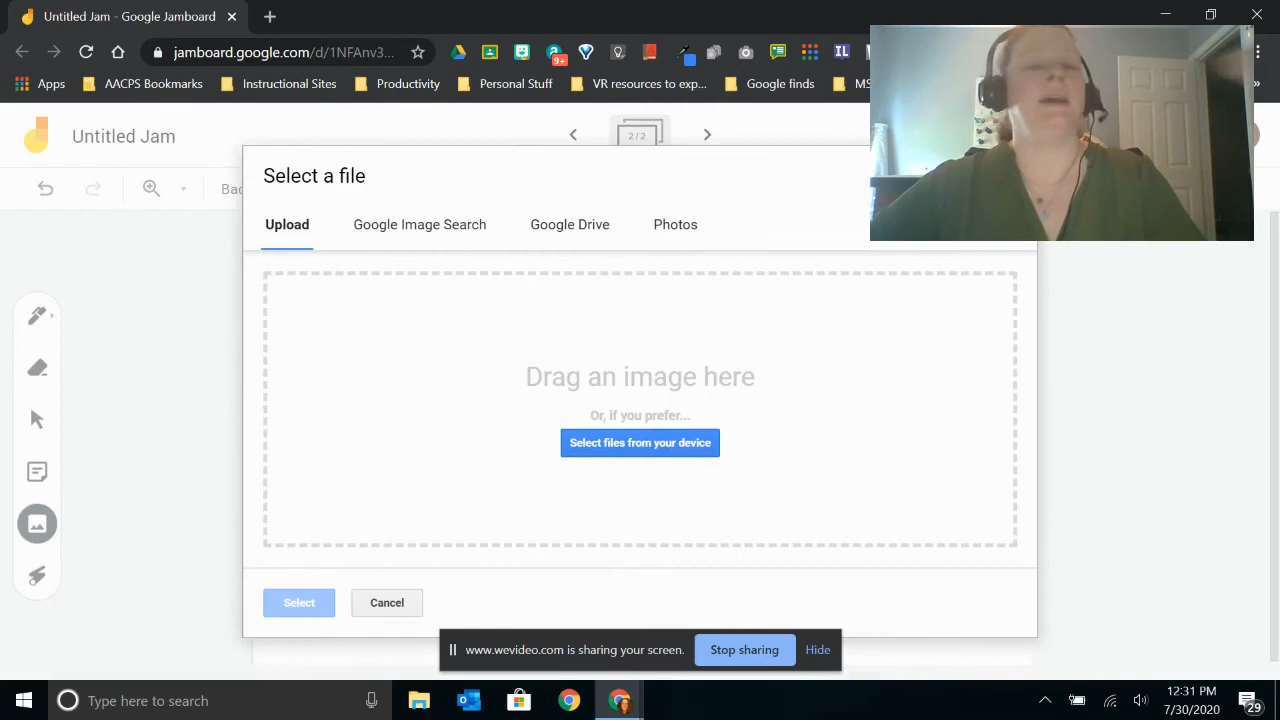 Untitled Jam - Google Jamboard
jamboard.google.com/d/1NFAnv3...
9+
IL
Apps AACPS Bookmarks Instructional Sites Productivity Personal Stuff VR resources to exp... Google finds MS
Untitled Jam
2/2
Bac
Select a file
Upload Google Image Search Google Drive Photos
Drag an image here
Or, if you prefer...
Select files from your device
Select Cancel
www.wevideo.com is sharing your screen. Stop sharing Hide
Type here to search
12:31 PM
7/30/2020
29